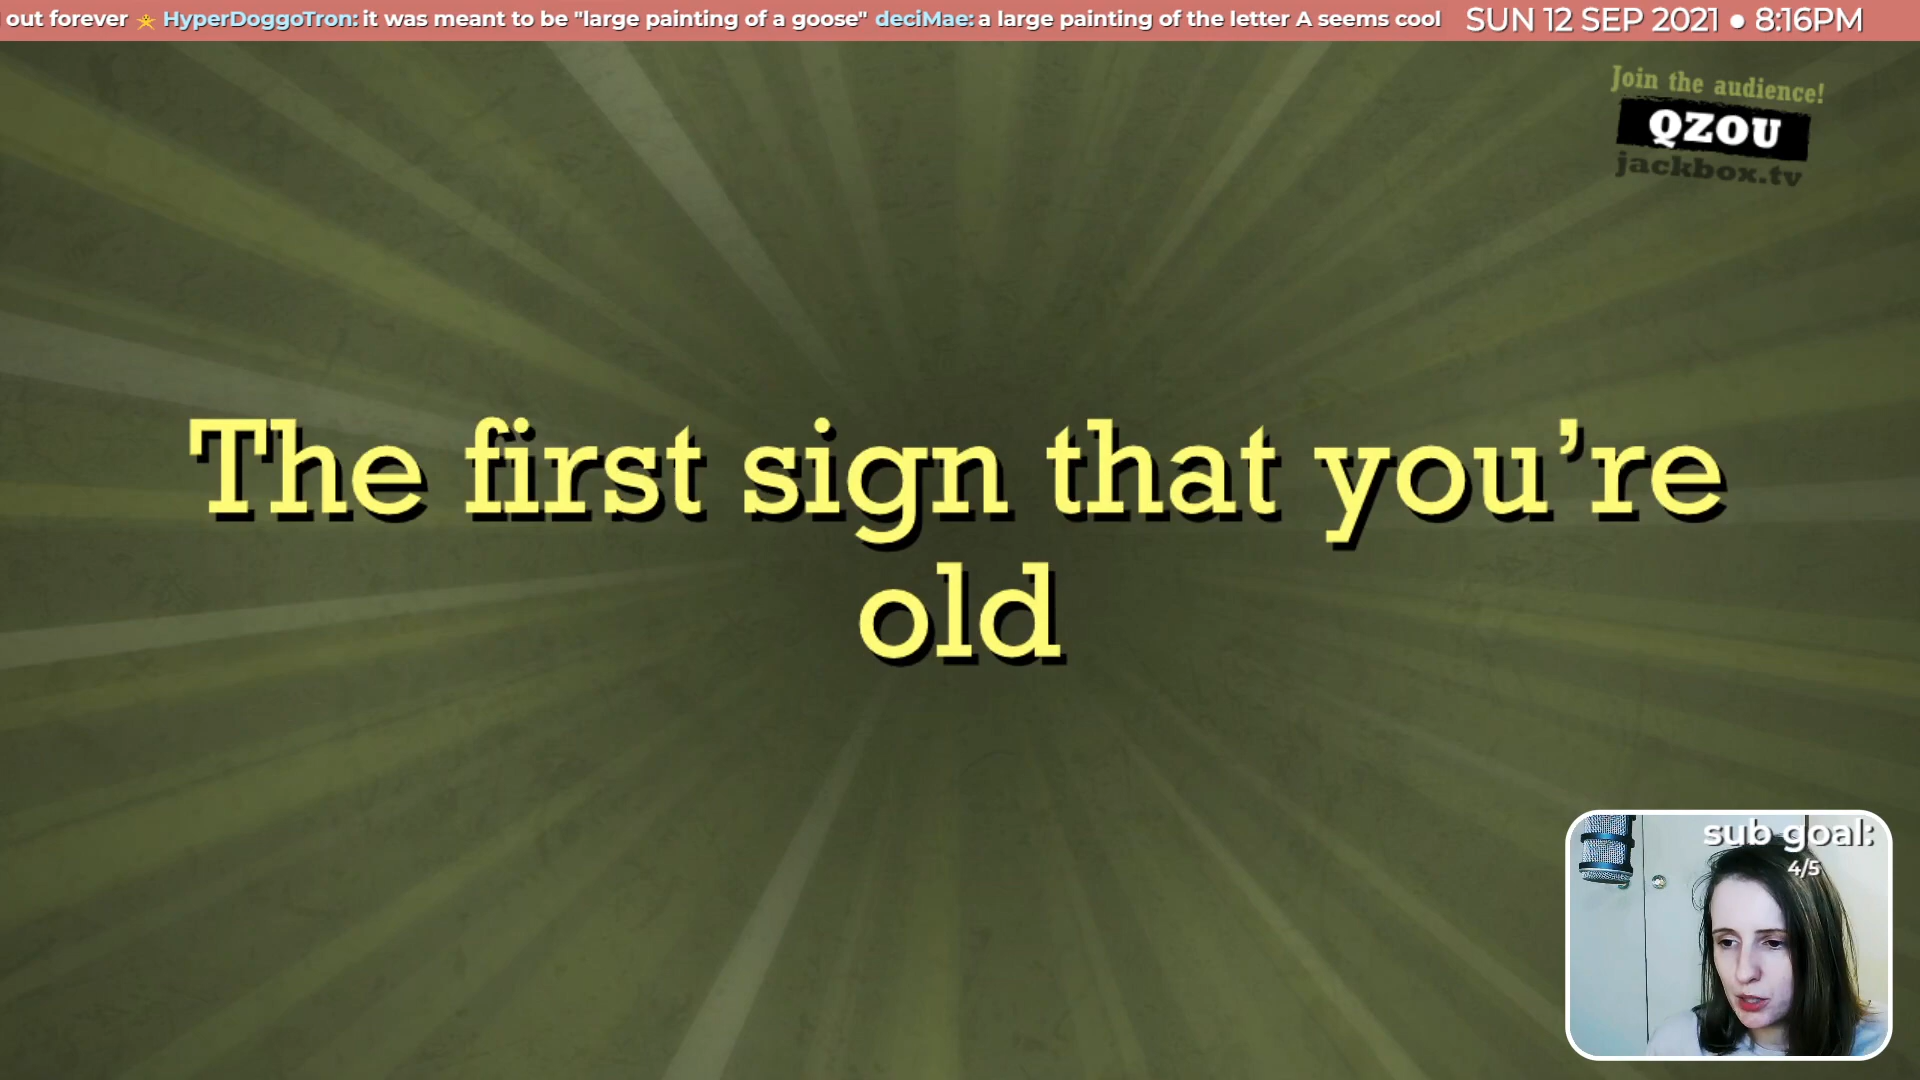 out forever HyperDoggoTron: it was meant to be "large painting of a goose" deciMae: a large painting of the letter A seems cool
SUN 12 SEP 2021 ● 8:16PM
Join the audience!
QZOU
jackbox.tv
The first sign that you’re
old
sub goal:
4/5